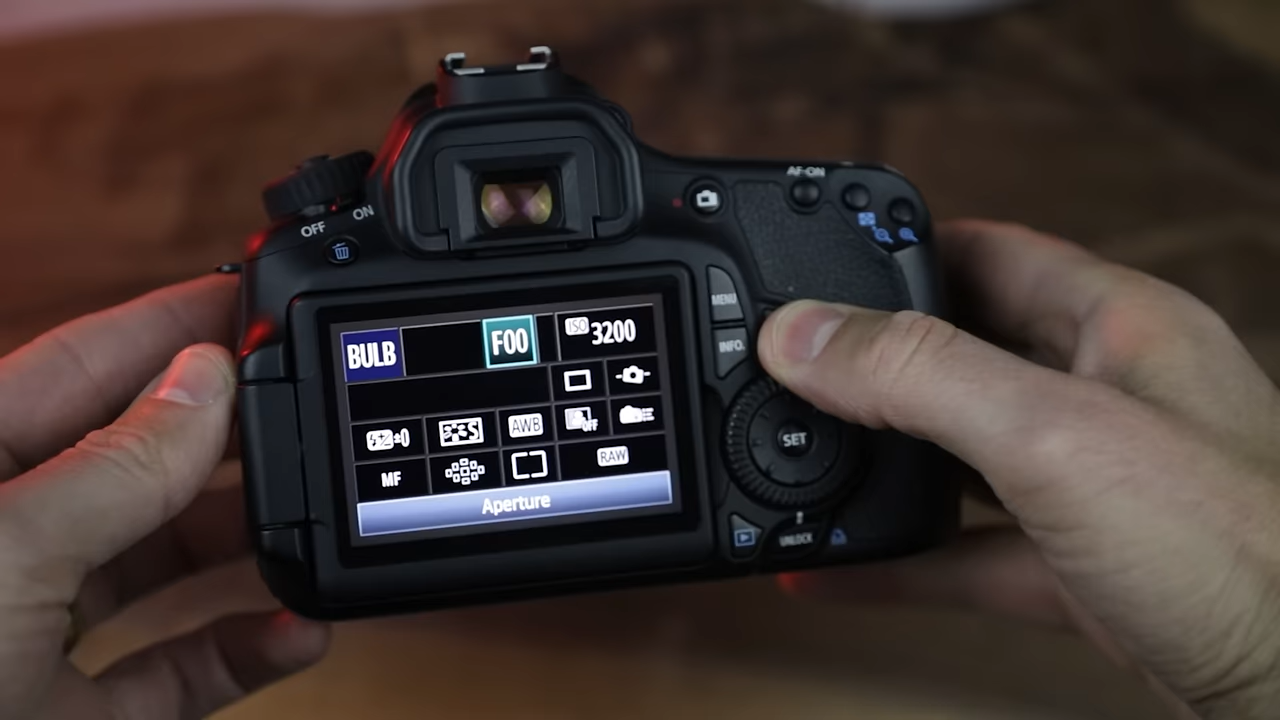 AF-ON
ON
OFF
MENU
INFO.
BULB
F00
ISO 3200
±0
S
AWB
OFF
MF
RAW
Aperture
SET
UNLOCK